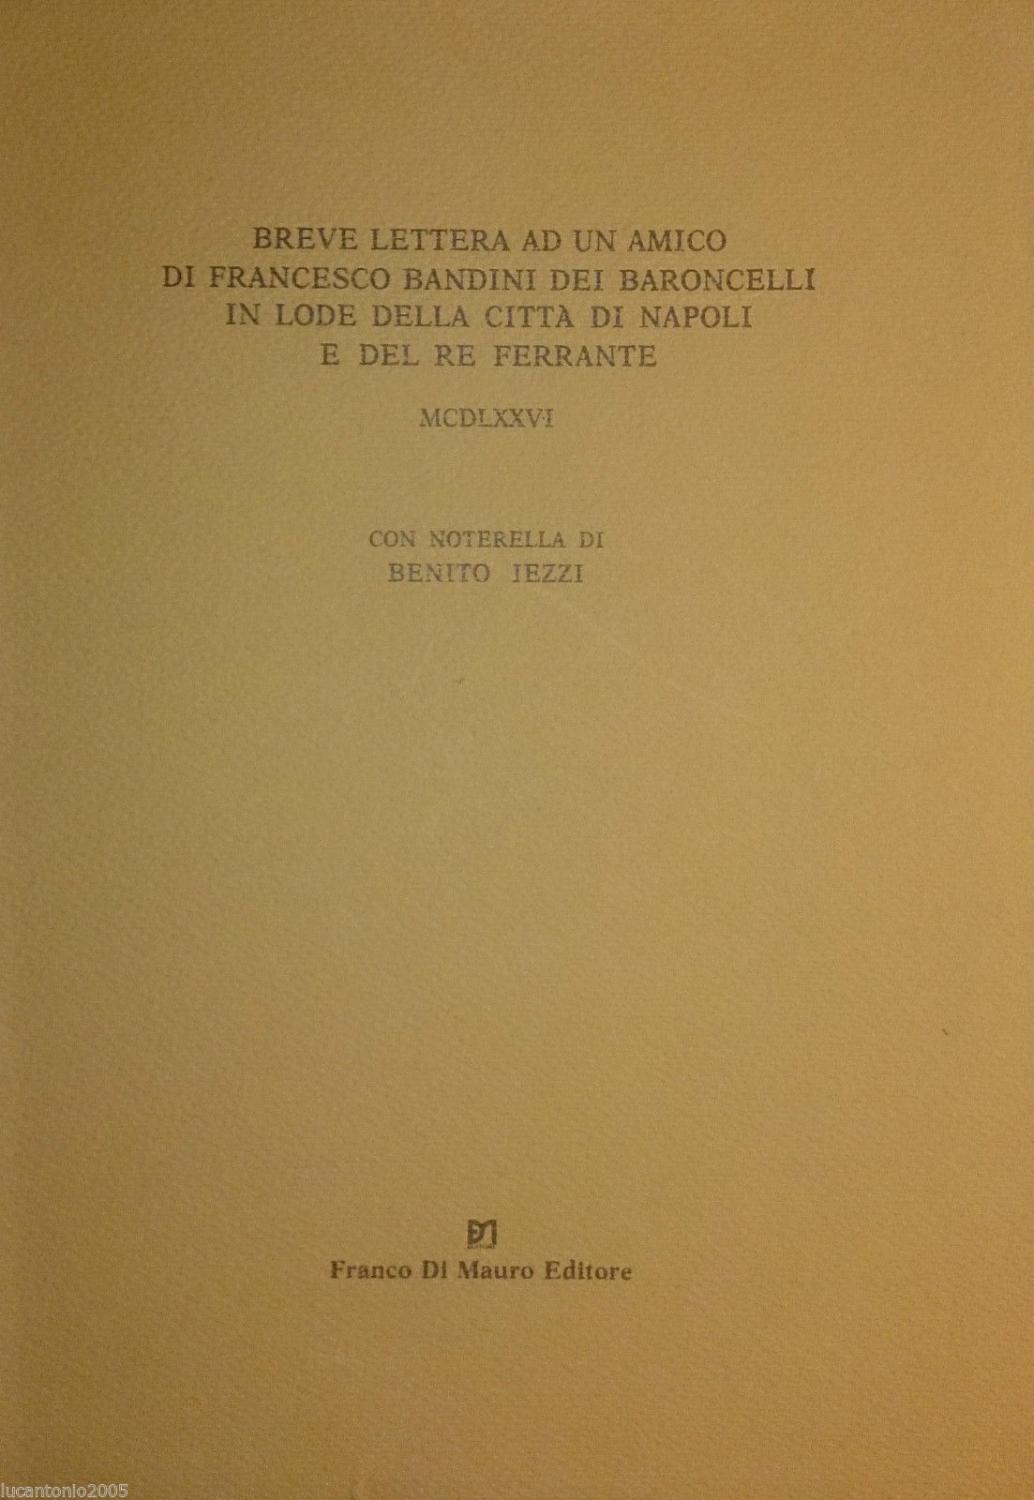 BREVE LETTERA AD UN AMICO
DI FRANCESCO BANDINI DEI BARONCELLI
IN LODE DELLA CITTÀ DI NAPOLI
E DEL RE FERRANTE
MCDLXXVI
CON NOTERELLA DI
BENITO IEZZI
Franco Di Mauro Editore
lucantonio2005